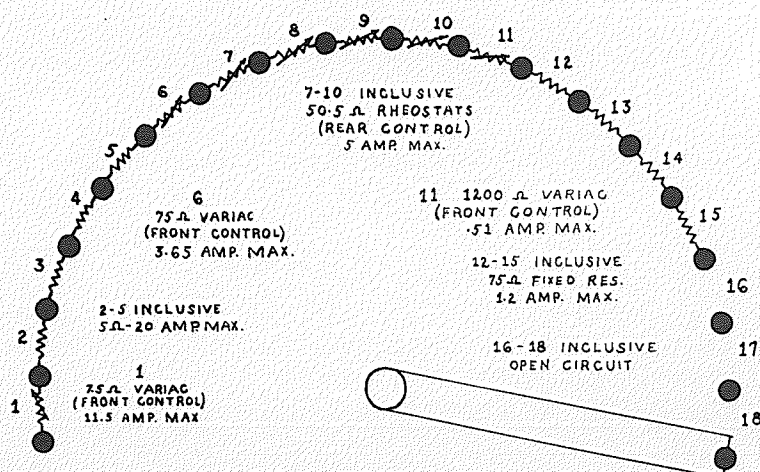 1
2
3
4
5
6
7
8
9
10
11
12
13
14
15
16
17
18
7-10 INCLUSIVE
50.5 Ω RHEOSTATS
(REAR CONTROL)
5 AMP. MAX.
6
75 Ω VARIAC
(FRONT CONTROL)
3.65 AMP. MAX.
11 1200 Ω VARIAC
(FRONT CONTROL)
.51 AMP. MAX.
12-15 INCLUSIVE
75 Ω FIXED RES.
1.2 AMP. MAX.
2-5 INCLUSIVE
5Ω-20 AMP. MAX.
16-18 INCLUSIVE
OPEN CIRCUIT
1
75 Ω VARIAC
(FRONT CONTROL)
11.5 AMP. MAX